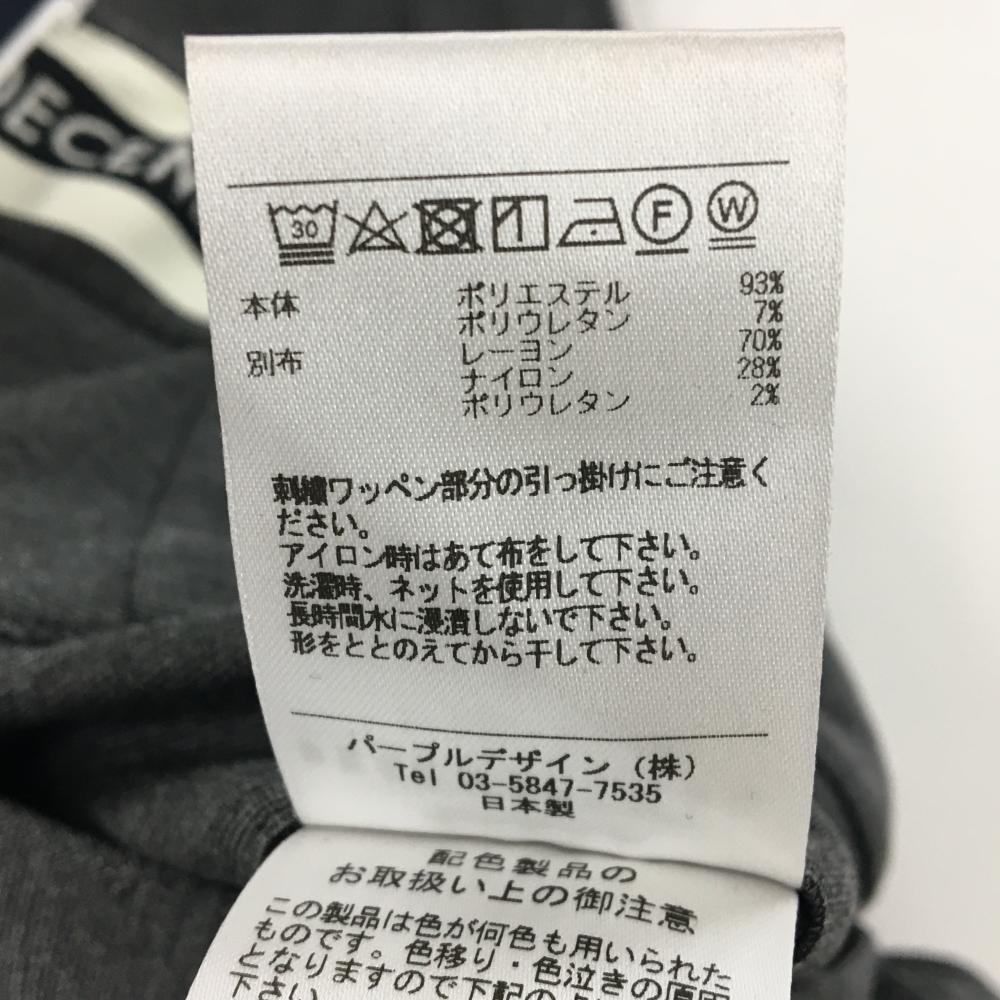 ECEN
30
F
W
本体 ポリエステル 93%
ポリウレタン 7%
別布 レーヨン 70%
ナイロン 28%
ポリウレタン 2%
刺繍ワッペン部分の引っ掛けにご注意く
ださい。
アイロン時はあて布をして下さい。
洗濯時、ネットを使用して下さい。
長時間水に浸漬しないで下さい。
形をととのえてから干して下さい。
パープルデザイン(株)
Tel 03-5847-7535
日本製
配色製品の
お取扱い上の御注意
この製品は色が何色も用いられた
ものです。色移り・色泣きの原因
となりますので下記の
下さい